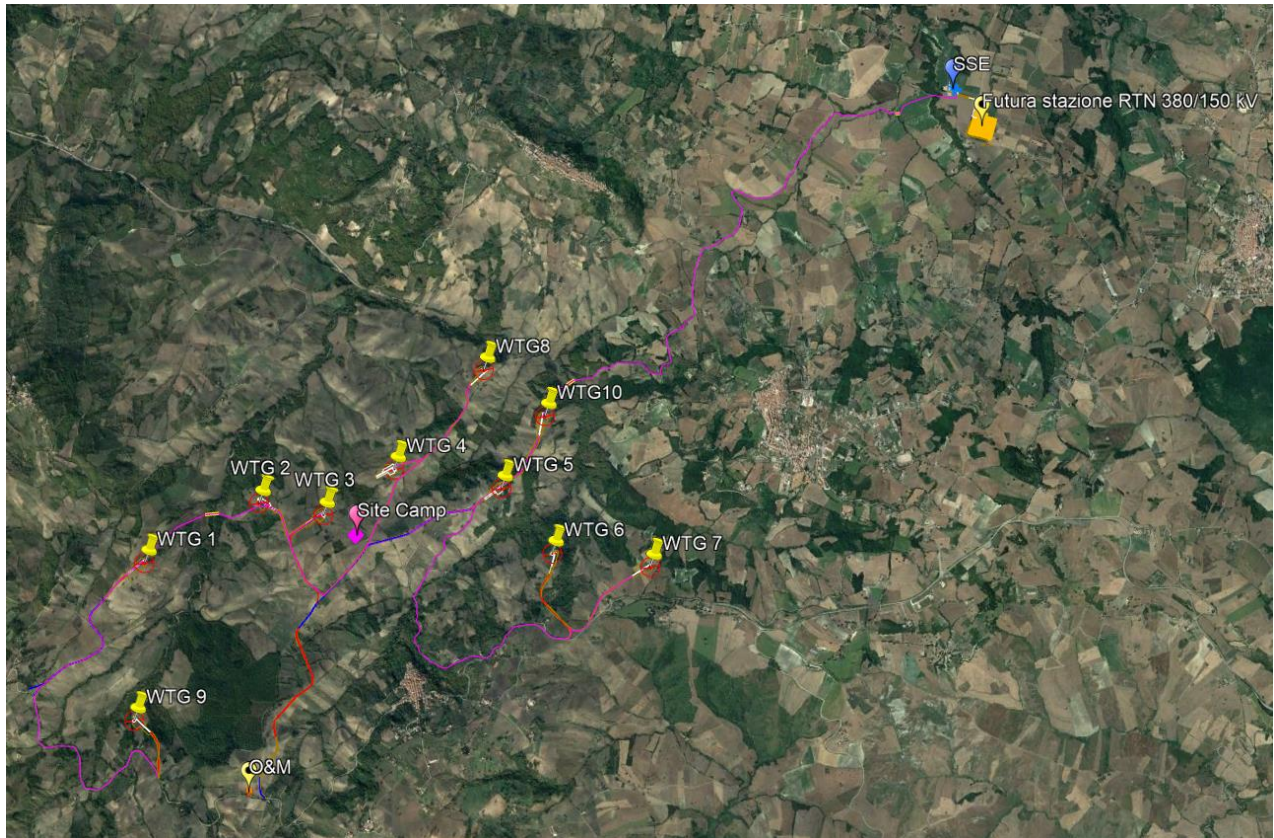 SSE
Futura stazione RTN 380/150 kV
WTG8
WTG10
WTG 4
WTG 2
WTG 3
WTG 5
Site Camp
WTG 1
WTG 6
WTG 7
WTG 9
O&M